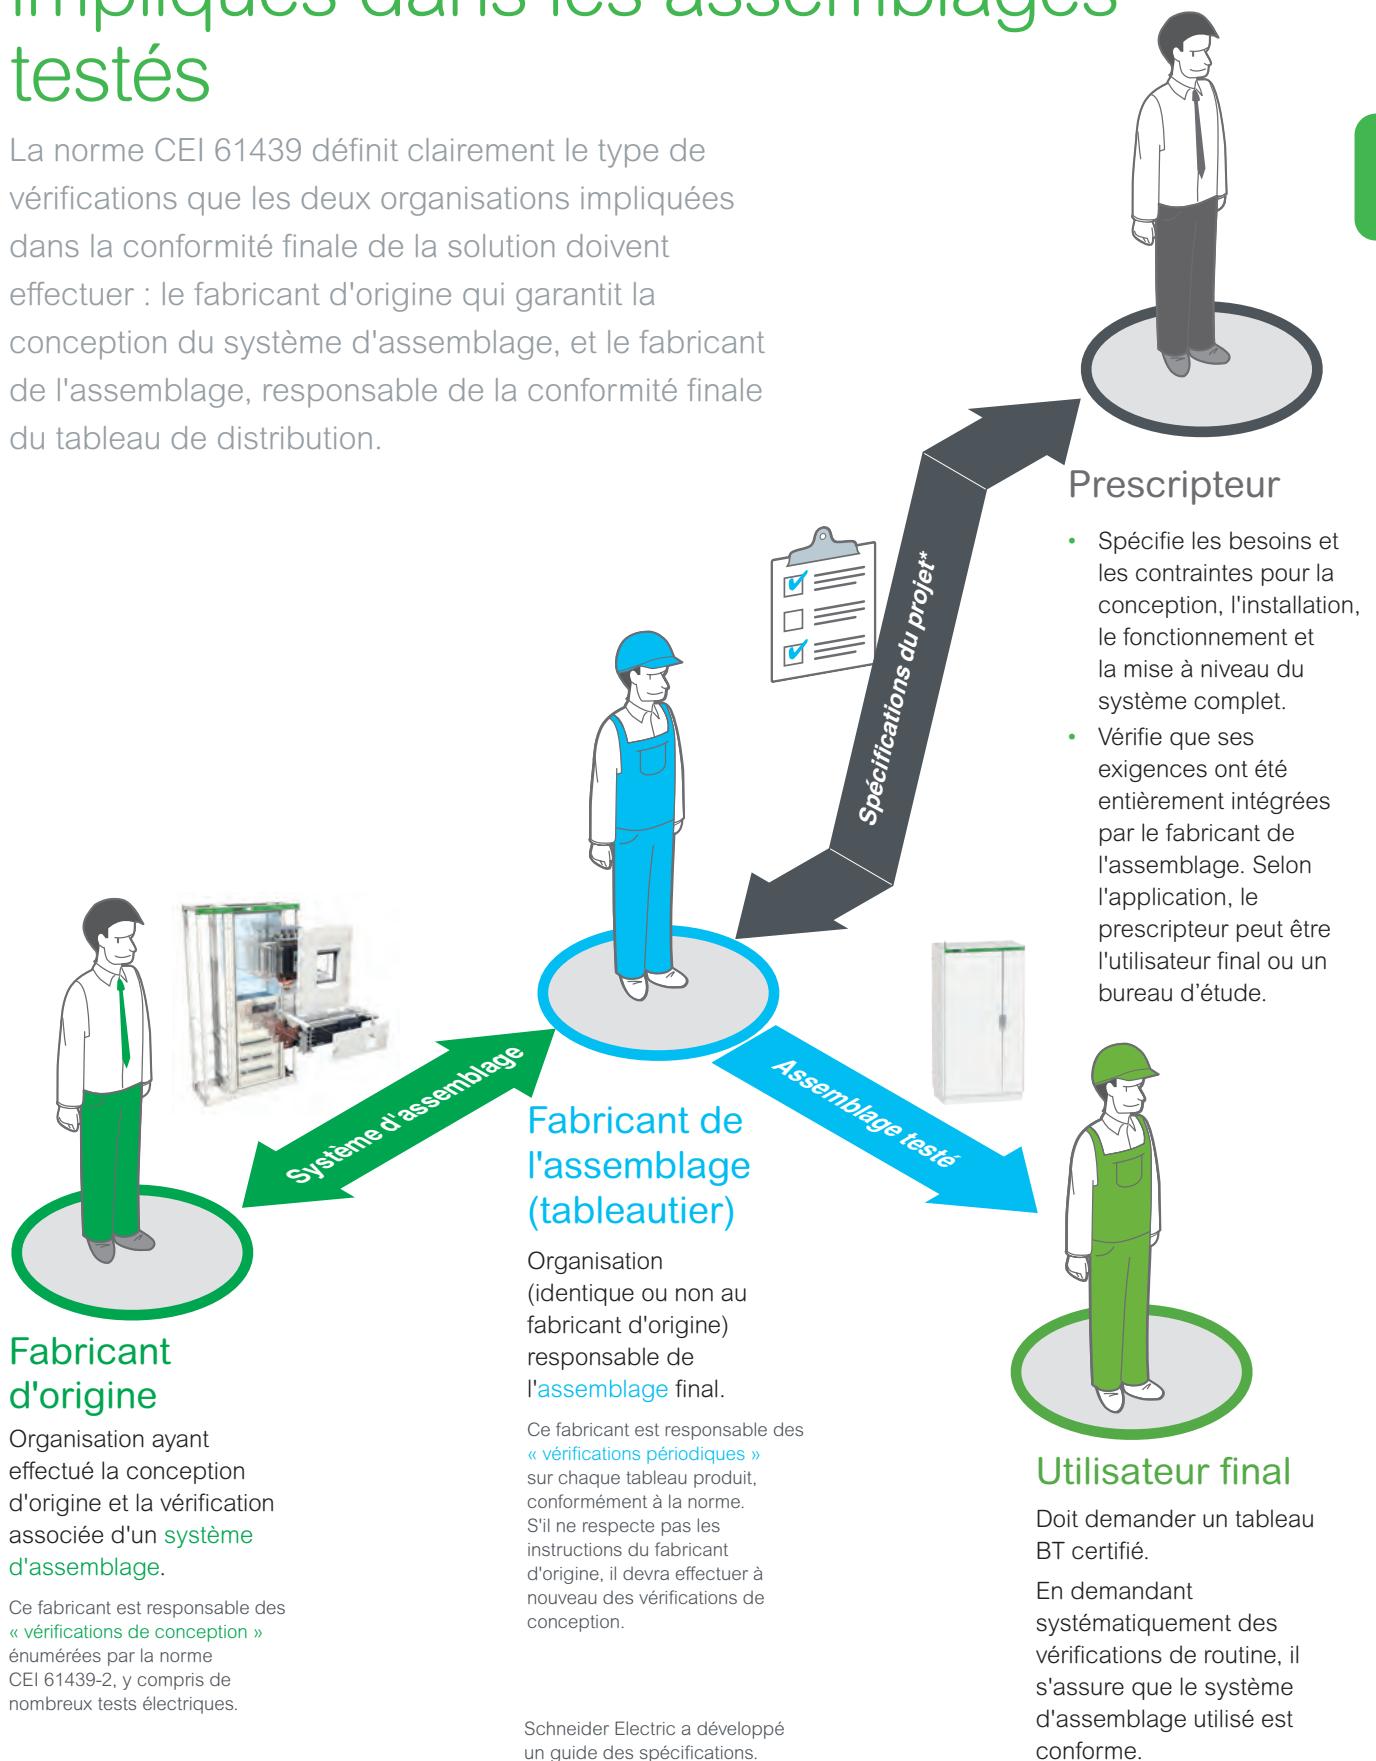 impliqués dans les assemblages
testés
La norme CEI 61439 définit clairement le type de
vérifications que les deux organisations impliquées
dans la conformité finale de la solution doivent
effectuer : le fabricant d'origine qui garantit la
conception du système d'assemblage, et le fabricant
de l'assemblage, responsable de la conformité finale
du tableau de distribution.
Spécifications du projet*
Prescripteur
• Spécifie les besoins et
les contraintes pour la
conception, l'installation,
le fonctionnement et
la mise à niveau du
système complet.
• Vérifie que ses
exigences ont été
entièrement intégrées
par le fabricant de
l'assemblage. Selon
l'application, le
prescripteur peut être
l'utilisateur final ou un
bureau d'étude.
Système d'assemblage
Assemblage testé
Fabricant
d'origine
Organisation ayant
effectué la conception
d'origine et la vérification
associée d'un système
d'assemblage.
Ce fabricant est responsable des
« vérifications de conception »
énumérées par la norme
CEI 61439-2, y compris de
nombreux tests électriques.
Fabricant de
l'assemblage
(tableautier)
Organisation
(identique ou non au
fabricant d'origine)
responsable de
l'assemblage final.
Ce fabricant est responsable des
« vérifications périodiques »
sur chaque tableau produit,
conformément à la norme.
S'il ne respecte pas les
instructions du fabricant
d'origine, il devra effectuer à
nouveau des vérifications de
conception.
Schneider Electric a développé
un guide des spécifications.
Utilisateur final
Doit demander un tableau
BT certifié.
En demandant
systématiquement des
vérifications de routine, il
s'assure que le système
d'assemblage utilisé est
conforme.